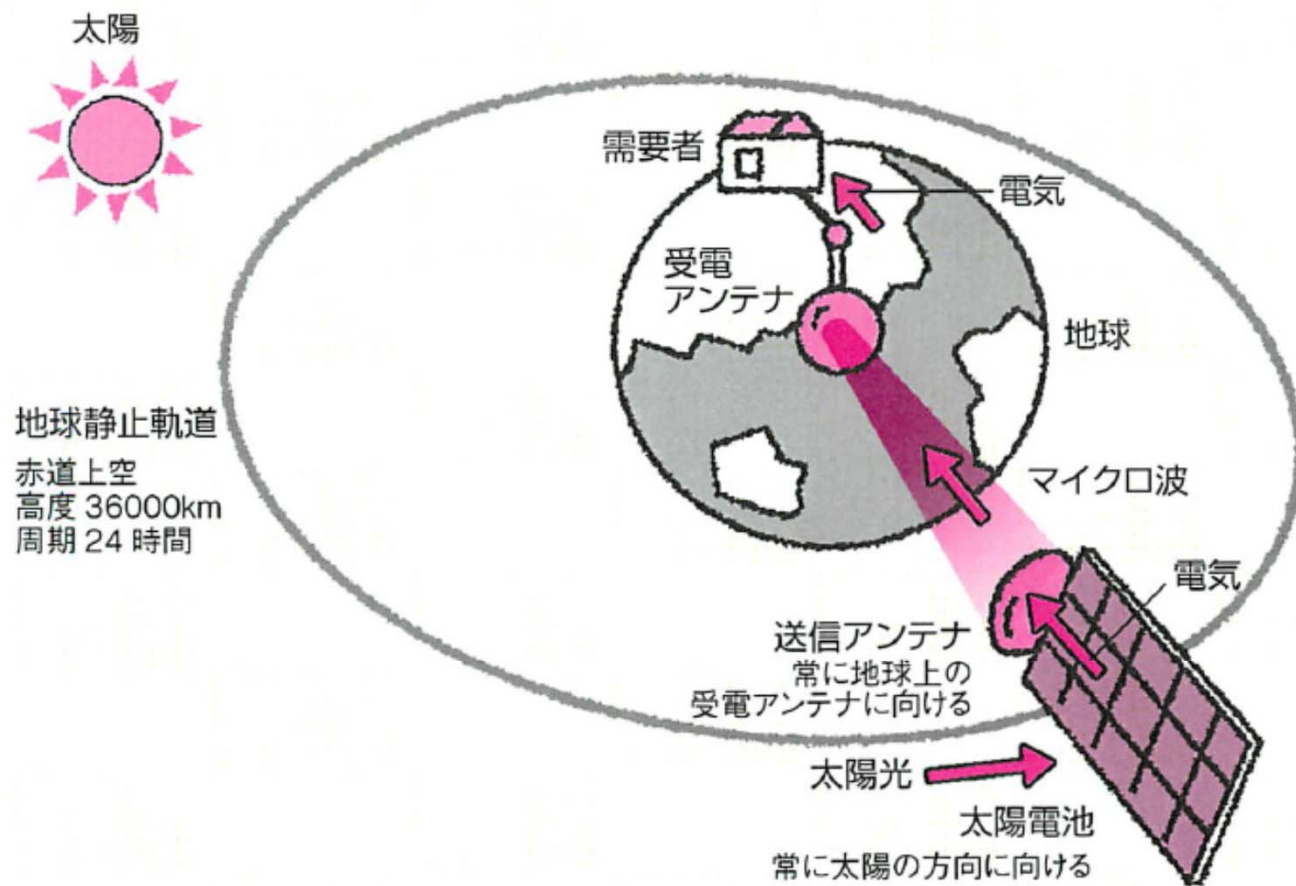 太陽
需要者
電気
受電
アンテナ
地球
地球静止軌道
赤道上空
高度 36000km
周期 24 時間
マイクロ波
電気
送信アンテナ
常に地球上の
受電アンテナに向ける
太陽光
太陽電池
常に太陽の方向に向ける